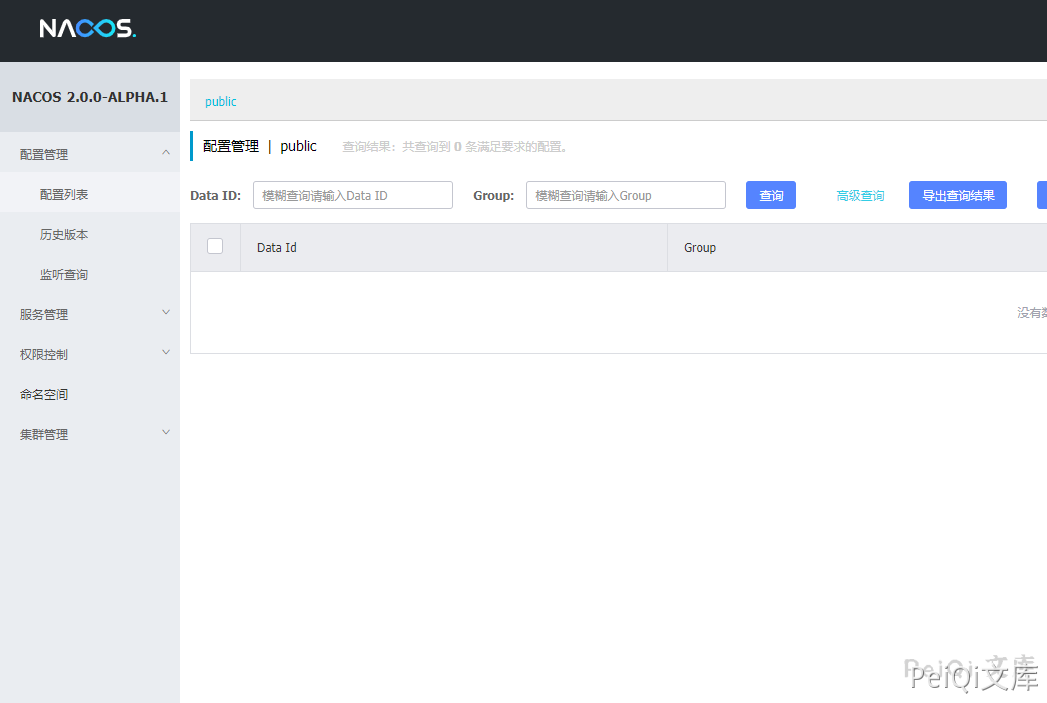 NACOS.
NACOS 2.0.0-ALPHA.1
public
配置管理
配置管理 | public 查询结果：共查询到 0 条满足要求的配置。
配置列表
Data ID: 模糊查询请输入Data ID Group: 模糊查询请输入Group 查询 高级查询 导出查询结果
历史版本
Data Id Group
监听查询
服务管理
没有
权限控制
命名空间
集群管理
PeiQi 文库
PeiQi文库